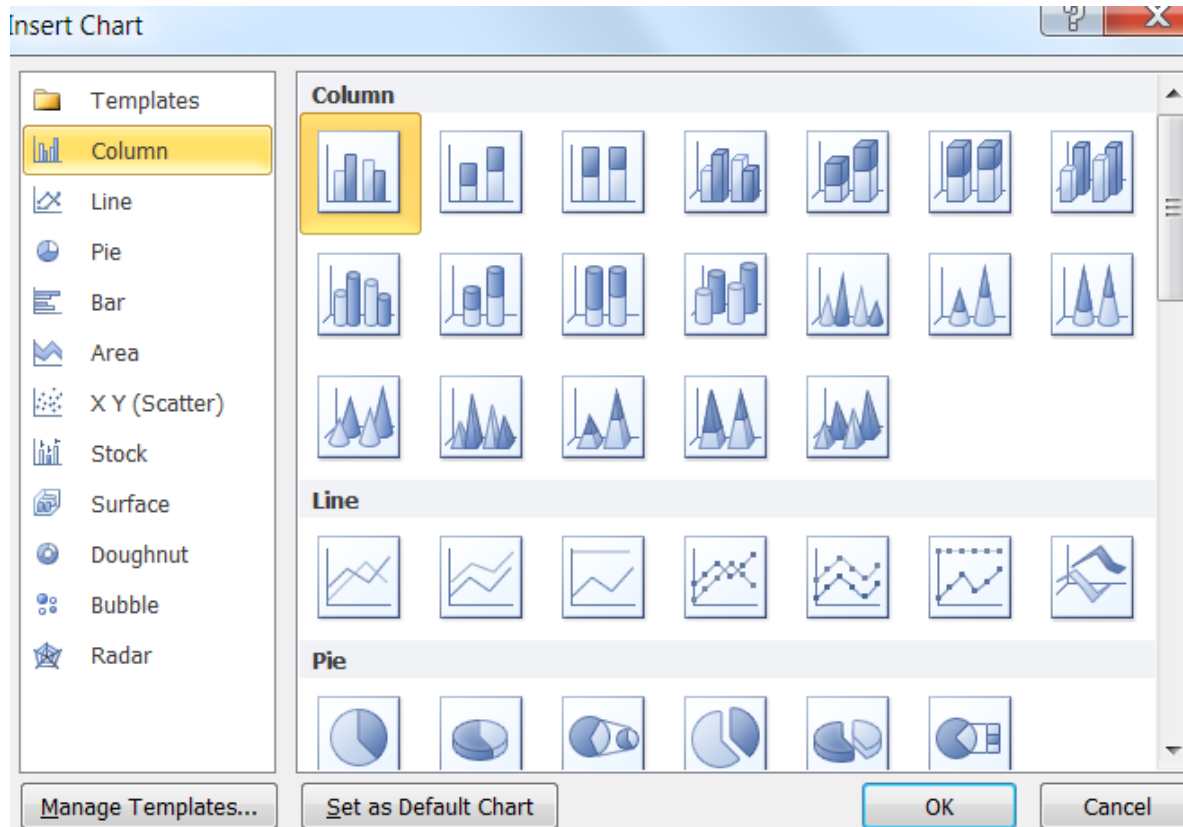 Insert Chart
Templates
Column
Line
Pie
Bar
Area
X Y (Scatter)
Stock
Surface
Doughnut
Bubble
Radar
Column
Line
Pie
Manage Templates...
Set as Default Chart
OK
Cancel